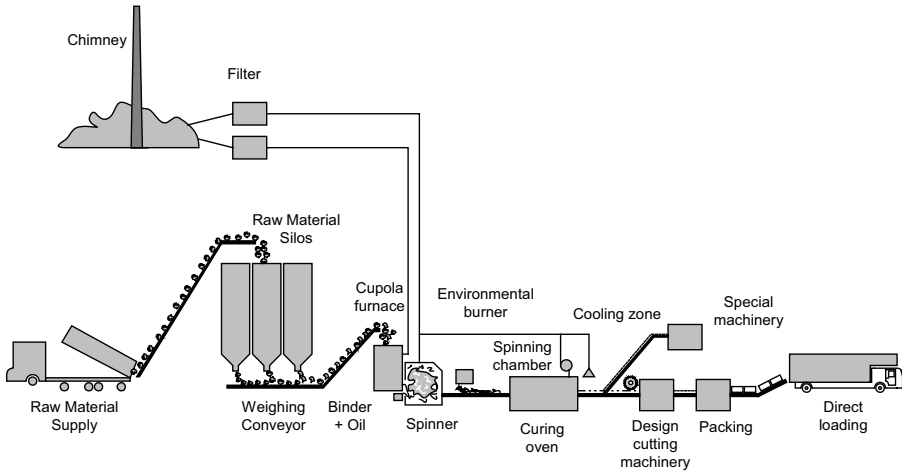 Chimney
Filter
Raw Material
Silos
Cupola
furnace
Environmental
burner
Cooling zone
Special
machinery
Spinning
chamber
Raw Material
Supply
Weighing
Conveyor
Binder
+ Oil
Spinner
Curing
oven
Design
cutting
machinery
Packing
Direct
loading